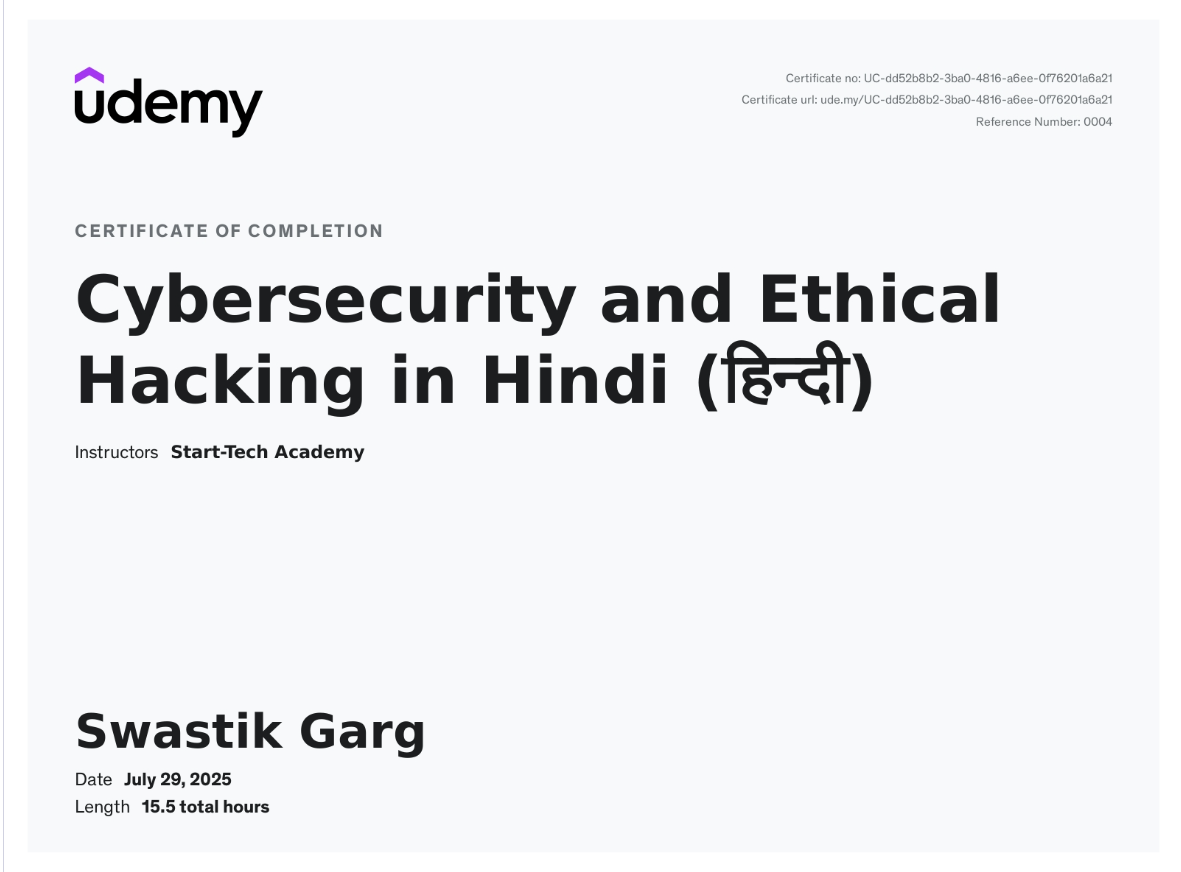 udemy
Certificate no: UC-dd52b8b2-3ba0-4816-a6ee-0f76201a6a21
Certificate url: ude.my/UC-dd52b8b2-3ba0-4816-a6ee-0f76201a6a21
Reference Number: 0004
CERTIFICATE OF COMPLETION
Cybersecurity and Ethical
Hacking in Hindi (हिन्दी)
Instructors Start-Tech Academy
Swastik Garg
Date July 29, 2025
Length 15.5 total hours